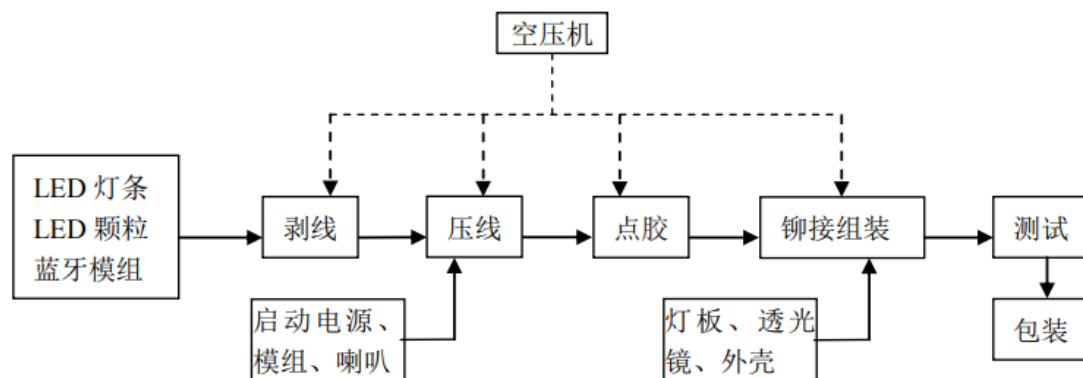 空压机
LED 灯条
LED 颗粒
蓝牙模组
剥线
压线
点胶
铆接组装
测试
启动电源、
模组、喇叭
灯板、透光
镜、外壳
包装